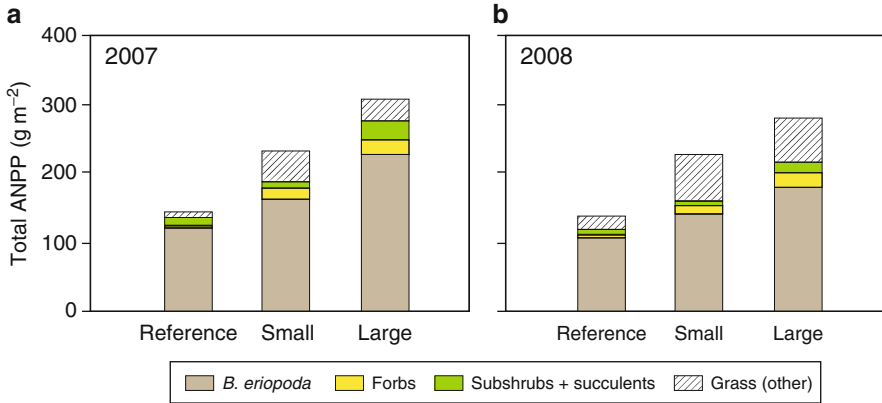 a
b
400
300
200
100
0
Total ANPP (g m⁻²)
2007
2008
Reference Small Large
Reference Small Large
B. eriopoda Forbs Subshrubs + succulents Grass (other)